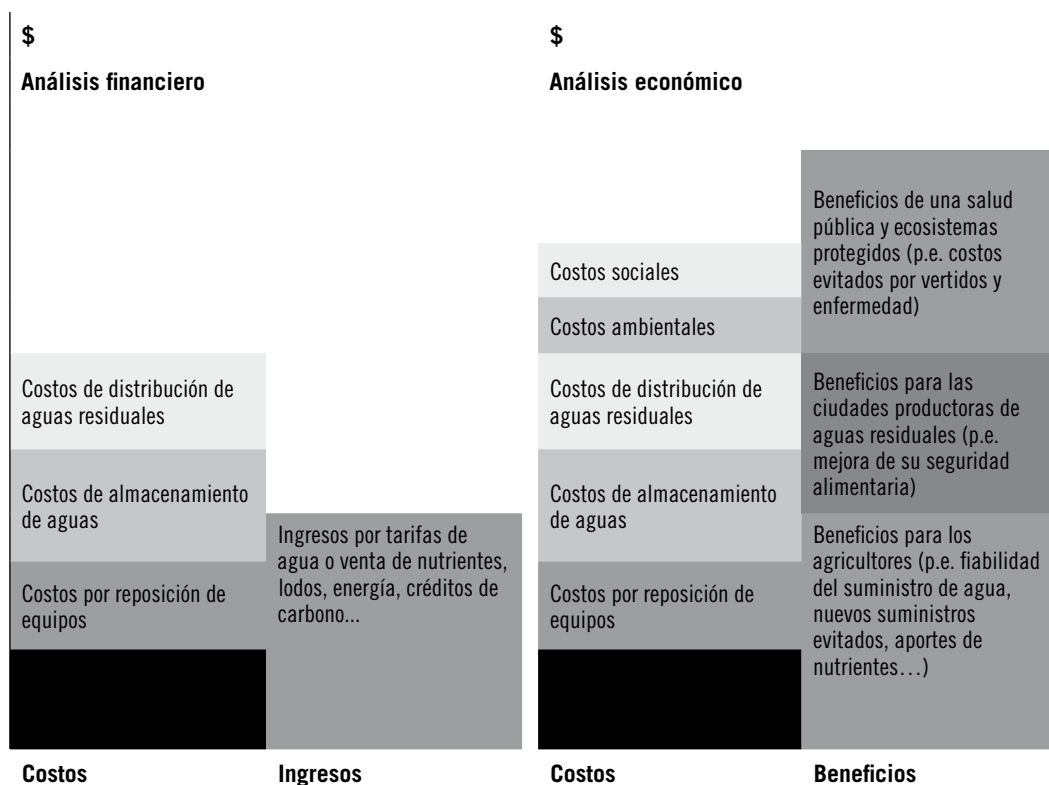 $
Análisis financiero
Costos de distribución de
aguas residuales
Costos de almacenamiento
de aguas
Costos por reposición de
equipos
Ingresos por tarifas de
agua o venta de nutrientes,
lodos, energía, créditos de
carbono...
Costos
Ingresos
$
Análisis económico
Costos sociales
Costos ambientales
Costos de distribución de
aguas residuales
Costos de almacenamiento
de aguas
Costos por reposición de
equipos
Beneficios de una salud
pública y ecosistemas
protegidos (p.e. costos
evitados por vertidos y
enfermedad)
Beneficios para las
ciudades productoras de
aguas residuales (p.e.
mejora de su seguridad
alimentaria)
Beneficios para los
agricultores (p.e. fiabilidad
del suministro de agua,
nuevos suministros
evitados, aportes de
nutrientes...)
Costos
Beneficios